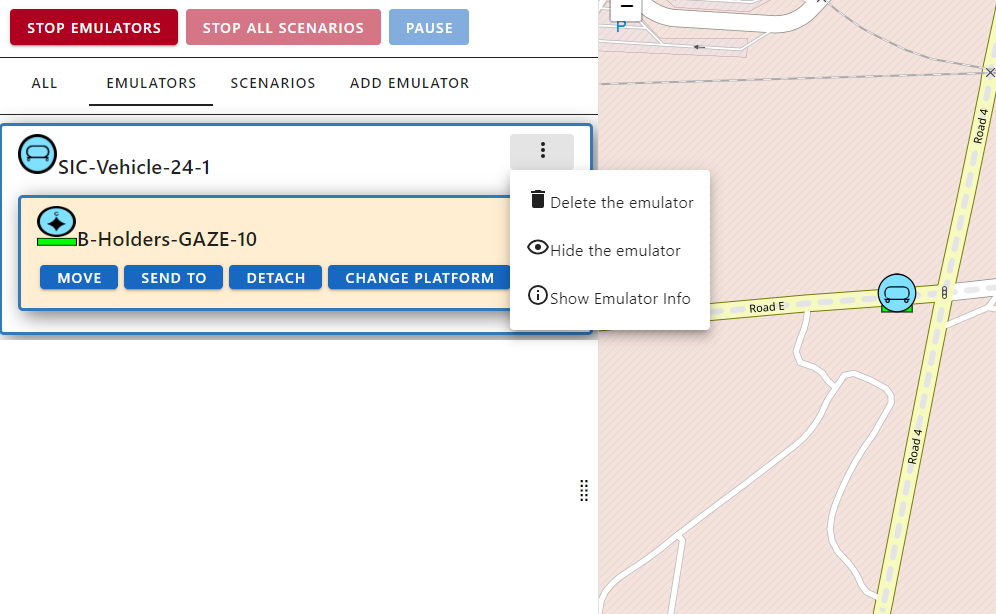 STOP EMULATORS
STOP ALL SCENARIOS
PAUSE
ALL
EMULATORS
SCENARIOS
ADD EMULATOR
SIC-Vehicle-24-1
B-Holders-GAZE-10
MOVE
SEND TO
DETACH
CHANGE PLATFORM
Delete the emulator
Hide the emulator
Show Emulator Info
P
Road 4
Road E
Road 4